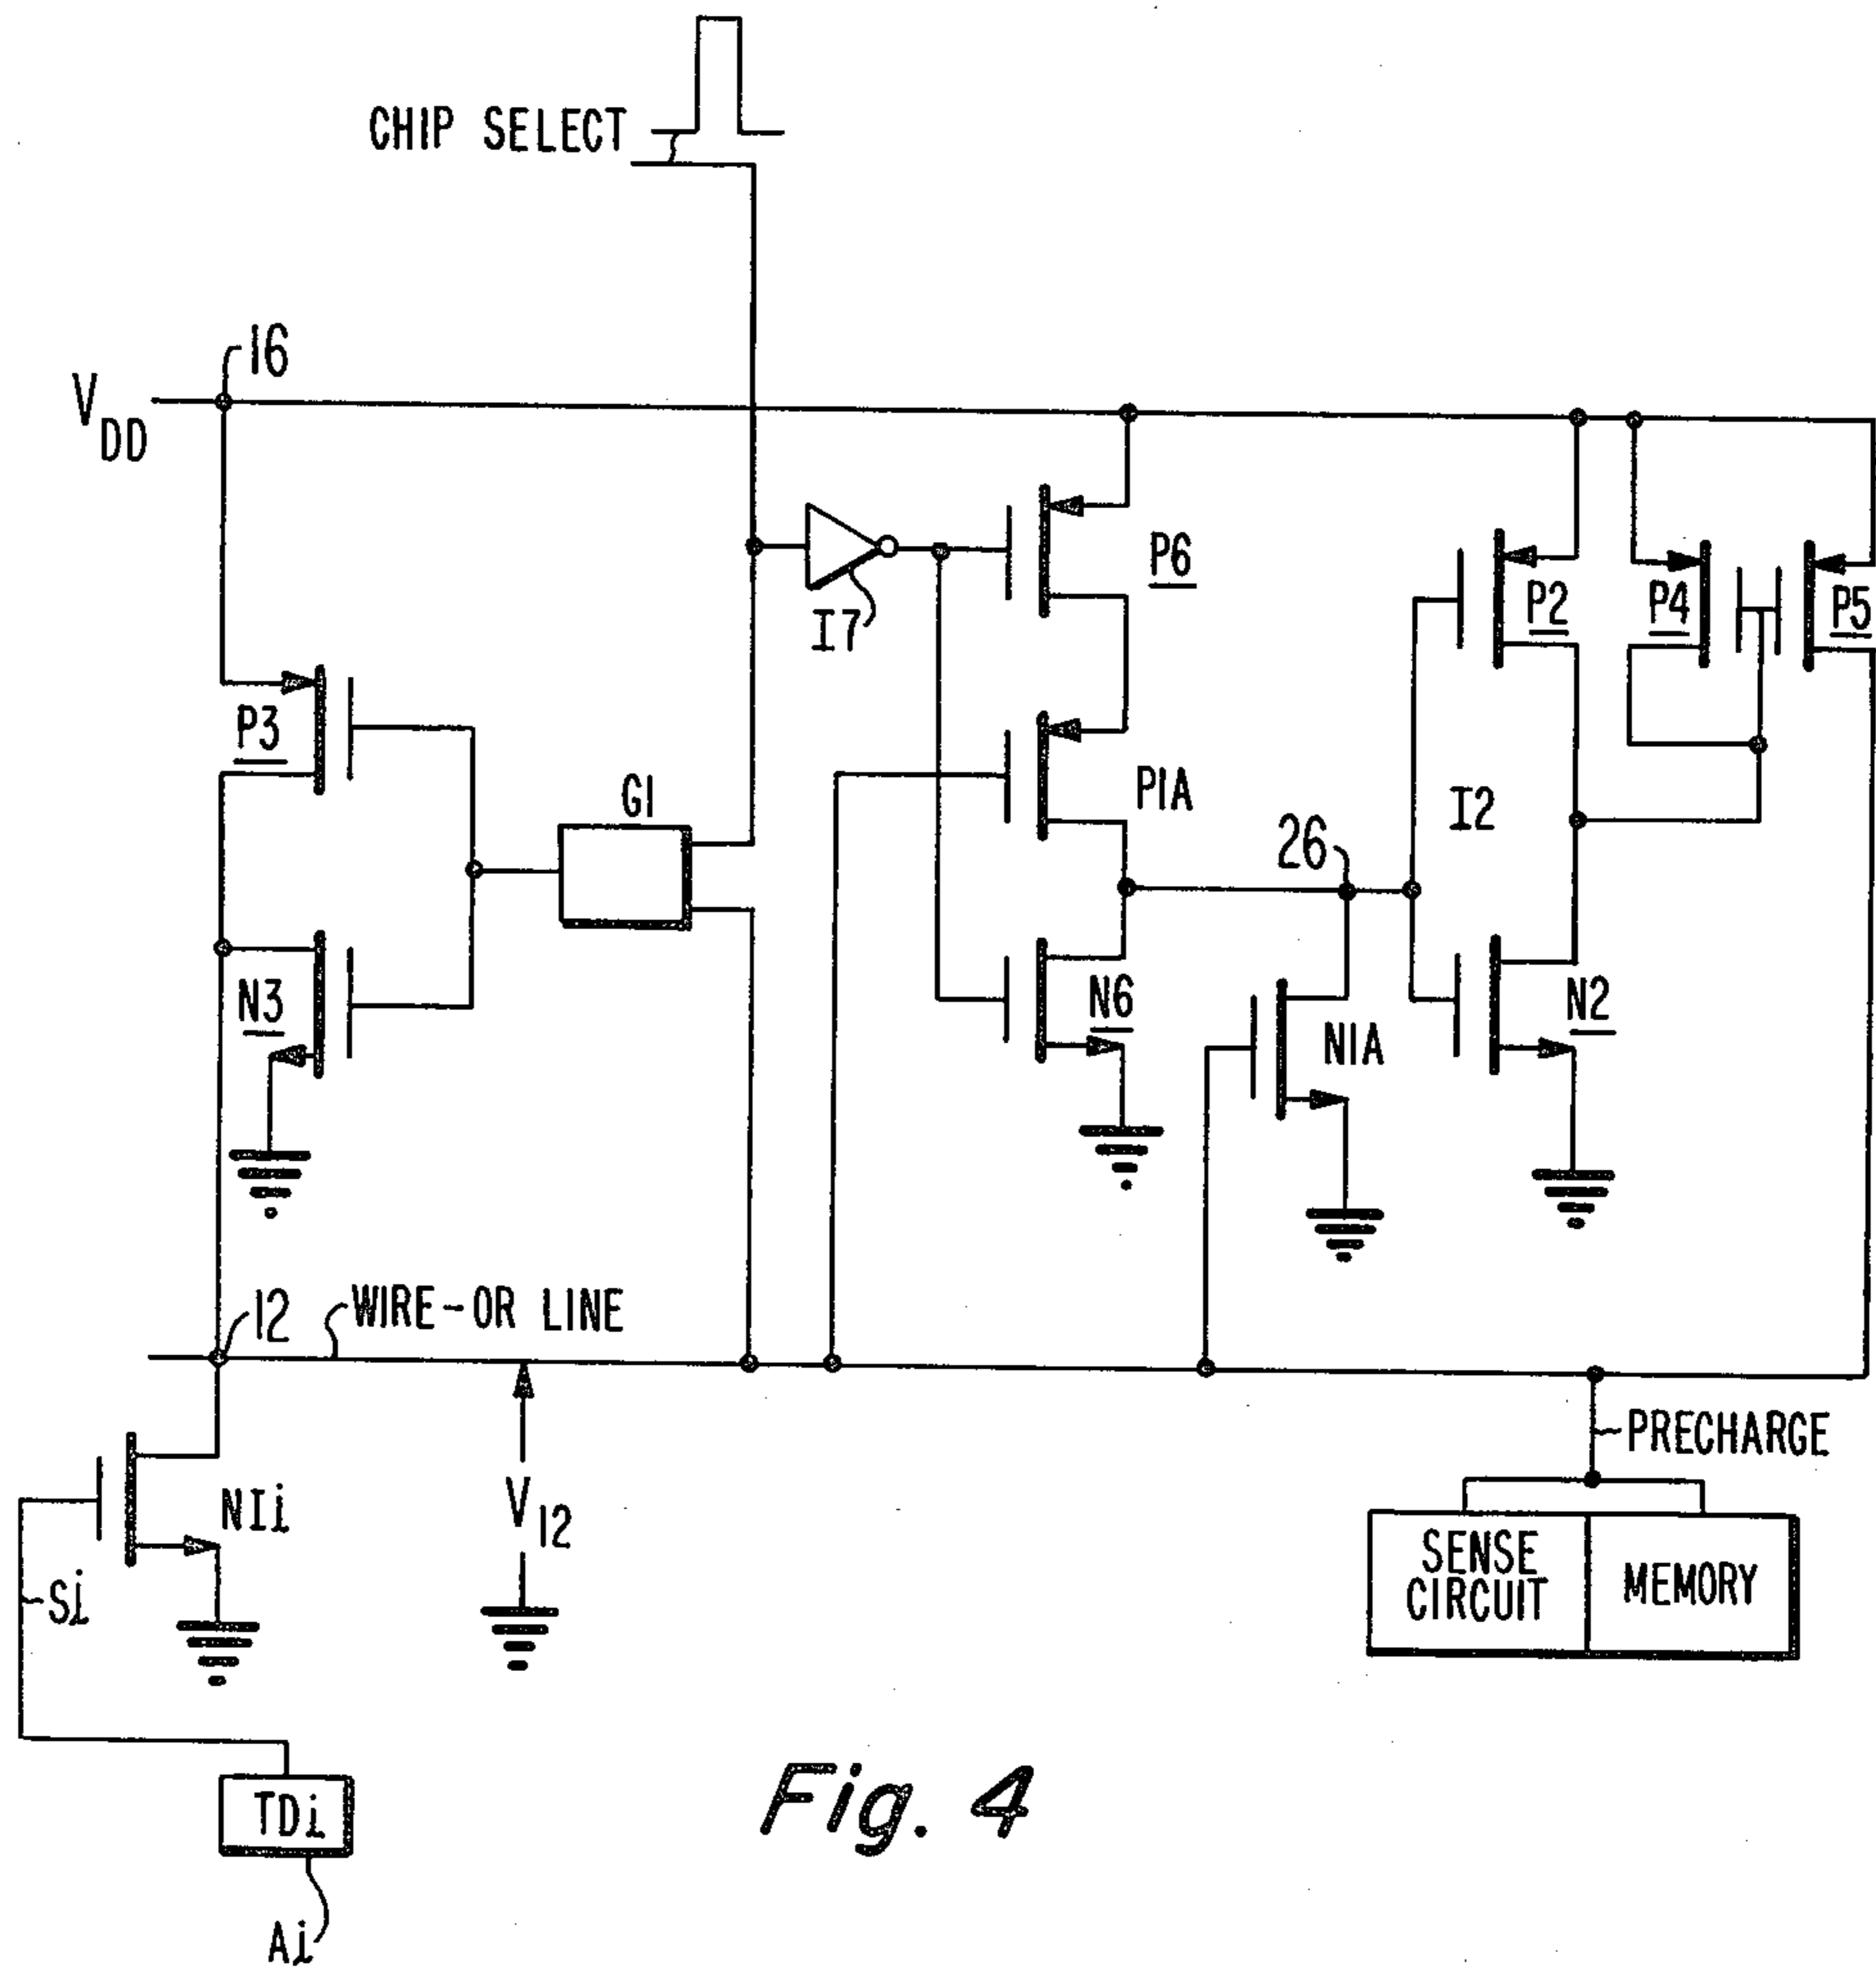 CHIP SELECT
16
VDD
P6
I7
P2
P4
P5
P3
G1
P1A
I2
26
N3
N6
N1A
N2
12
WIRE-OR LINE
PRECHARGE
N1i
V12
SENSE CIRCUIT
MEMORY
Si
TDi
Ai
Fig. 4